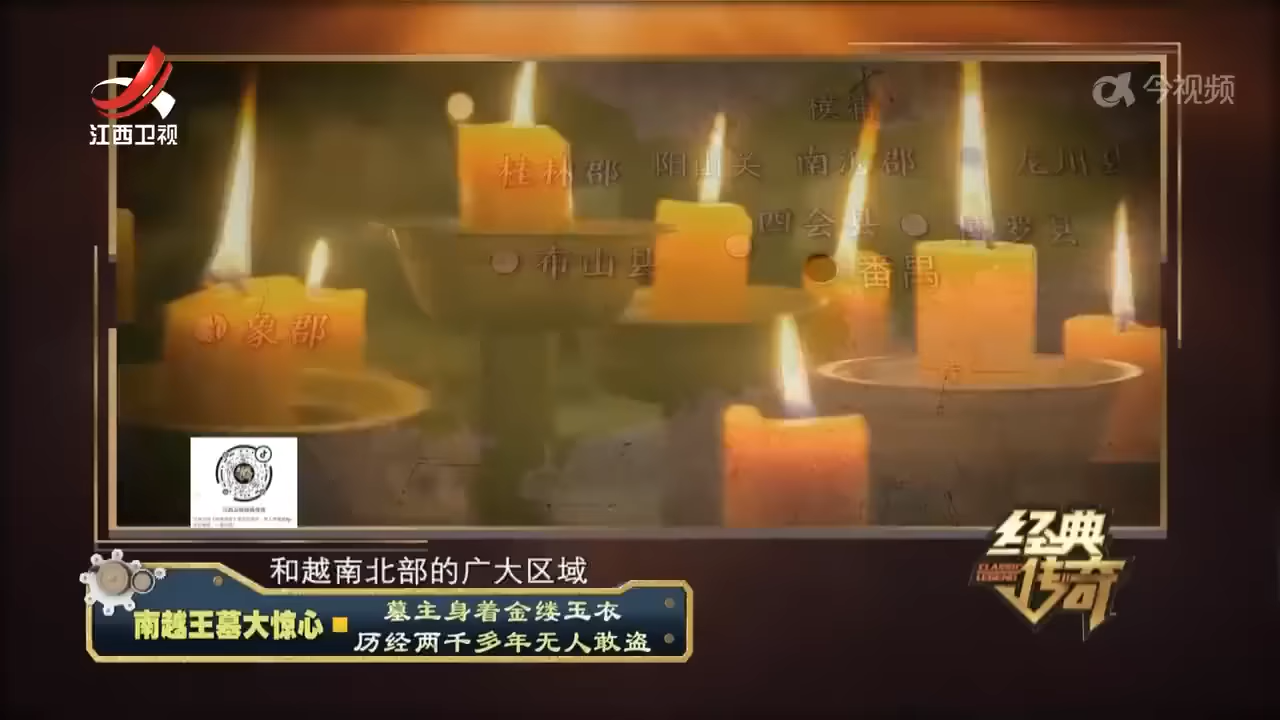 江西卫视
今视频
桂林郡
阳山关
南海郡
龙川县
四会县
博罗县
布山县
番禺
象郡
和越南北部的广大区域
经典传奇
CLASSIC LEGEND
南越王墓大惊心
墓主身着金缕玉衣
历经两千多年无人敢盗